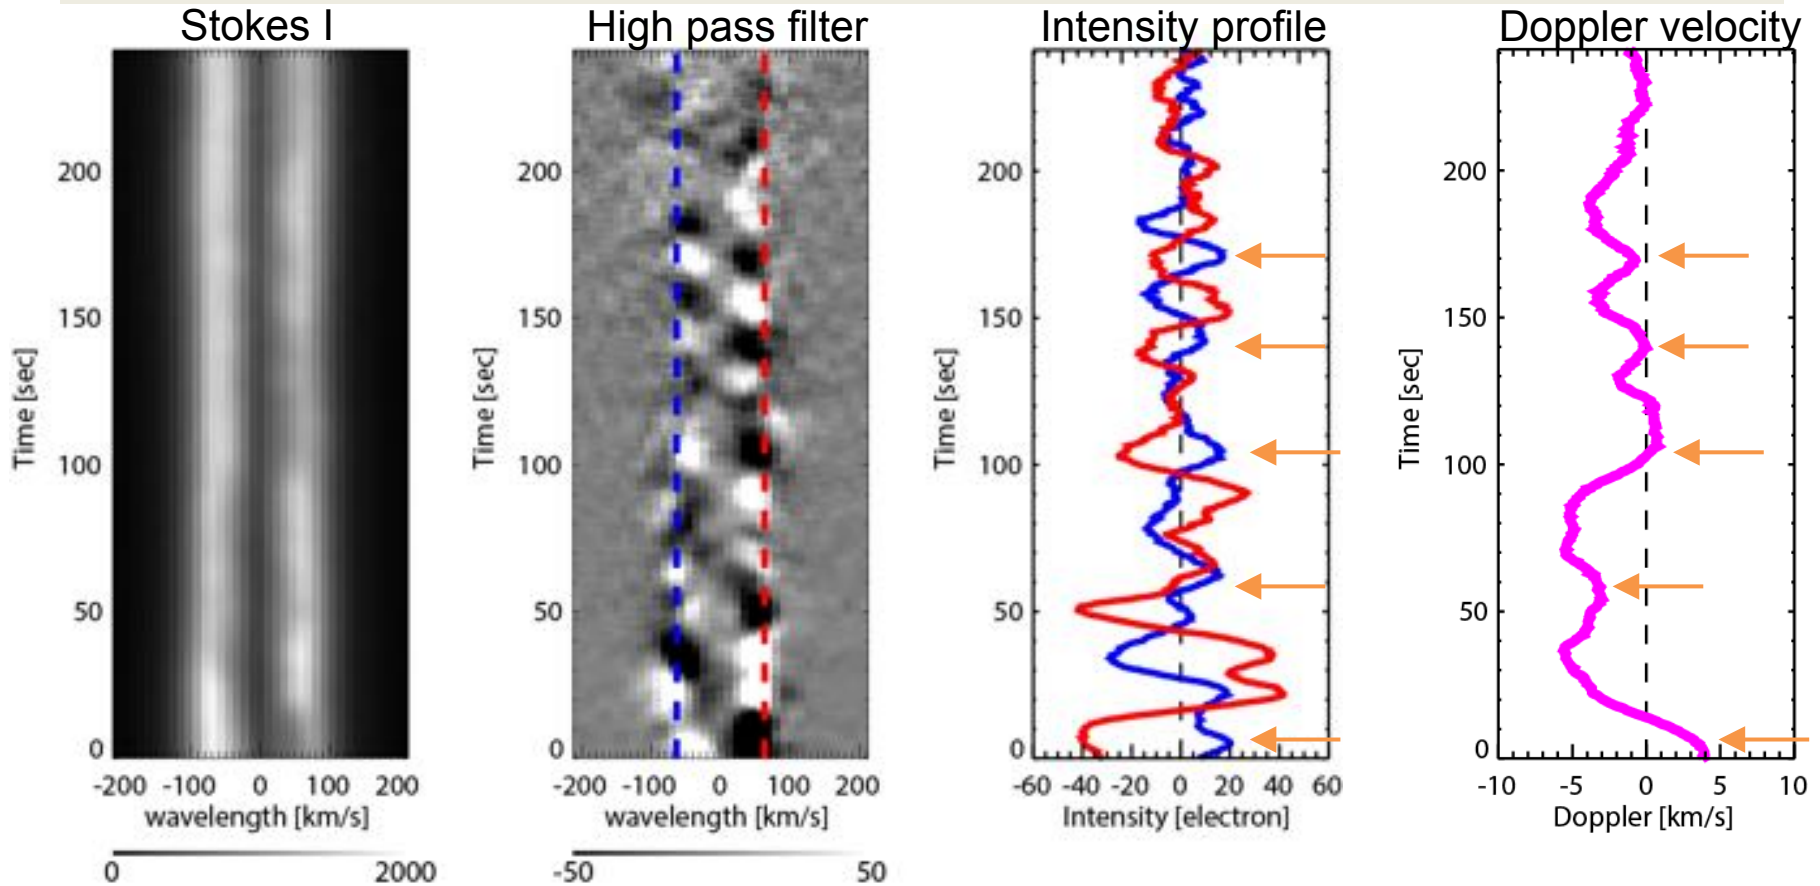 Stokes I
High pass filter
Intensity profile
Doppler velocity
200
150
100
50
0
Time [sec]
-200 -100 0 100 200
wavelength [km/s]
0 2000
200
150
100
50
0
Time [sec]
-200 -100 0 100 200
wavelength [km/s]
-50 50
200
150
100
50
0
Time [sec]
-60 -40 -20 0 20 40 60
Intensity [electron]
200
150
100
50
0
Time [sec]
-10 -5 0 5 10
Doppler [km/s]